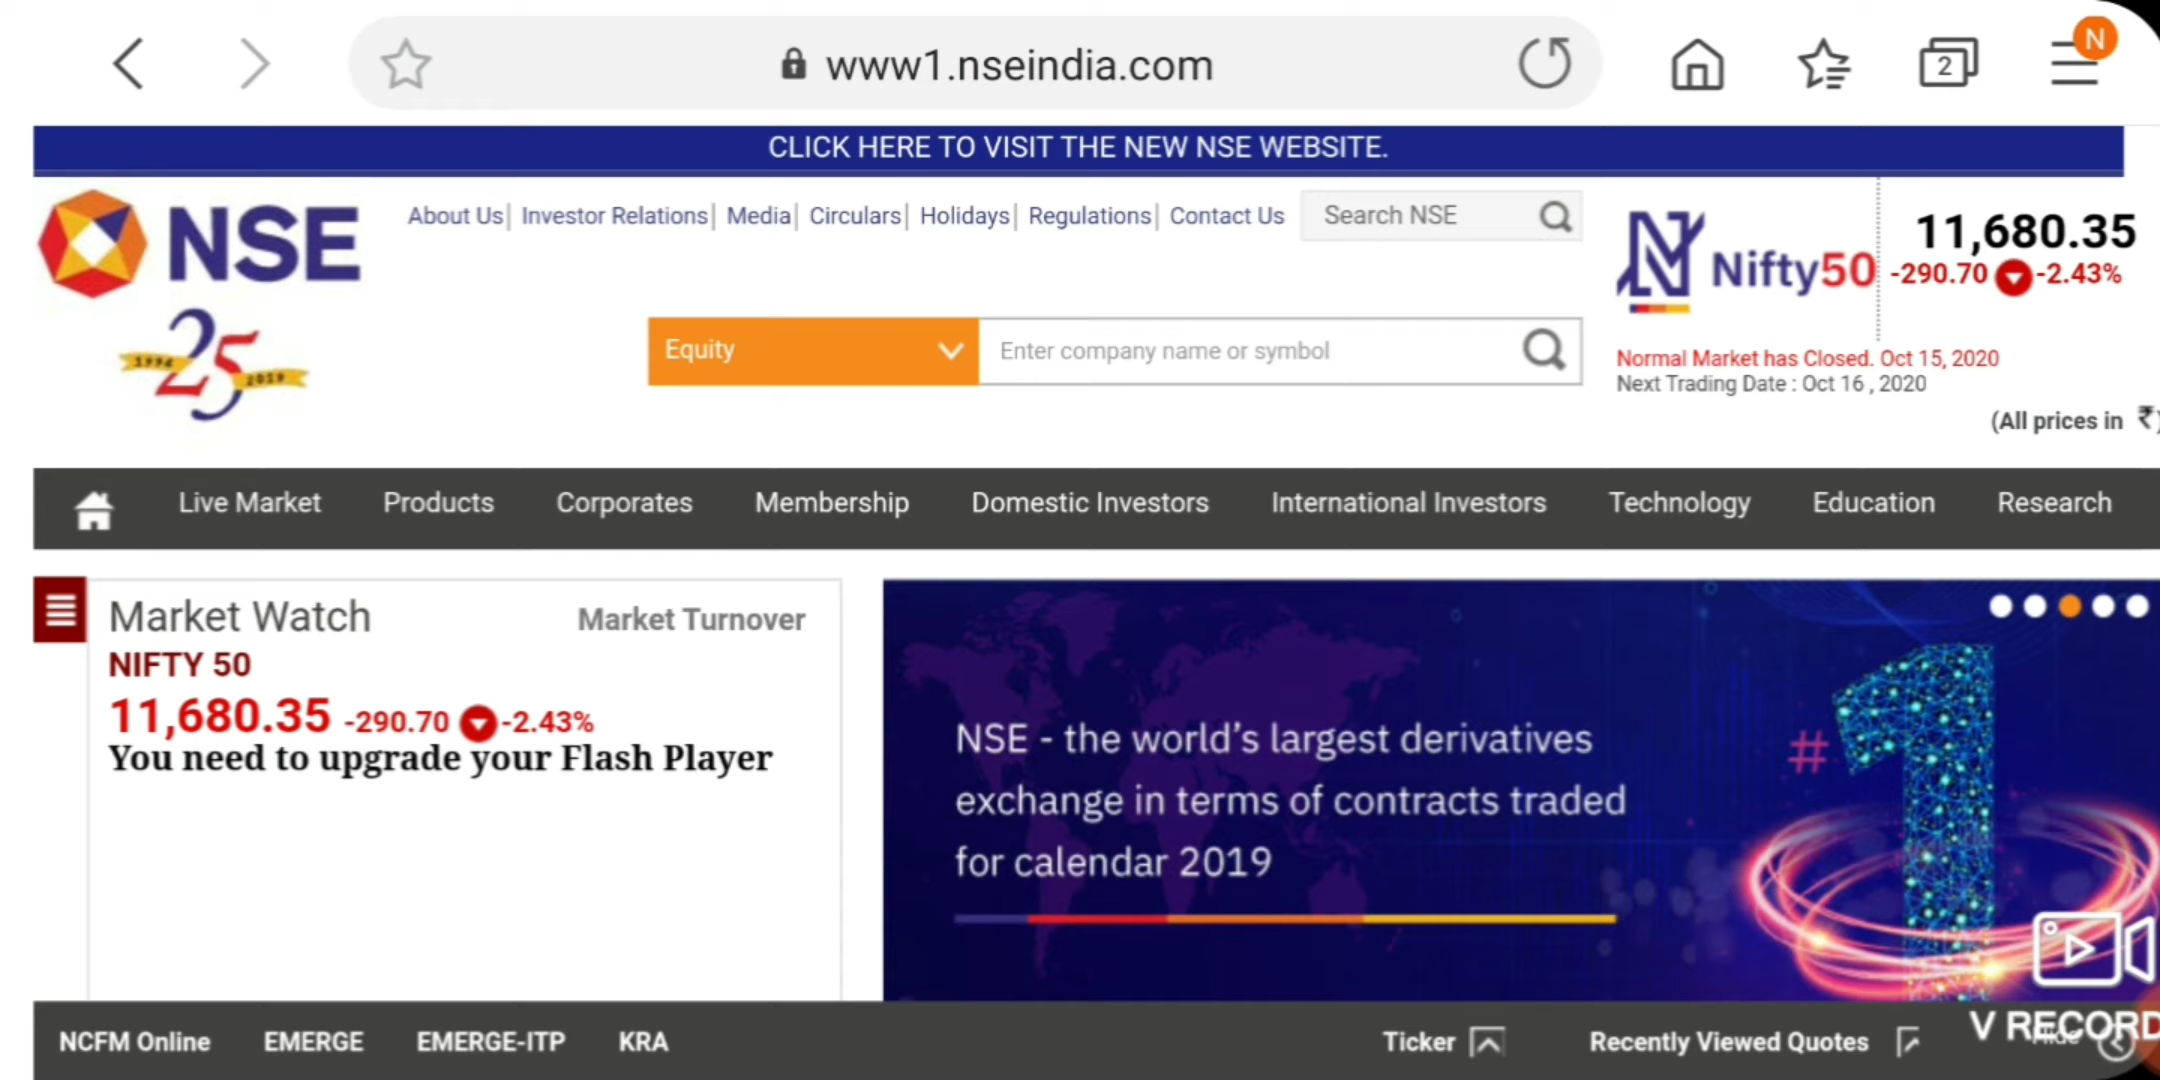 www1.nseindia.com
2
N
CLICK HERE TO VISIT THE NEW NSE WEBSITE.
NSE
1994 25 2019
About Us| Investor Relations| Media| Circulars| Holidays| Regulations| Contact Us
Search NSE
Equity
Enter company name or symbol
Nifty50
11,680.35
-290.70 -2.43%
Normal Market has Closed. Oct 15, 2020
Next Trading Date : Oct 16 , 2020
(All prices in ₹)
Live Market Products Corporates Membership Domestic Investors International Investors Technology Education Research
Market Watch
Market Turnover
NIFTY 50
11,680.35 -290.70 -2.43%
You need to upgrade your Flash Player
NSE - the world's largest derivatives
exchange in terms of contracts traded
for calendar 2019
#1
NCFM Online EMERGE EMERGE-ITP KRA
Ticker
Recently Viewed Quotes
Hide
V RECORD